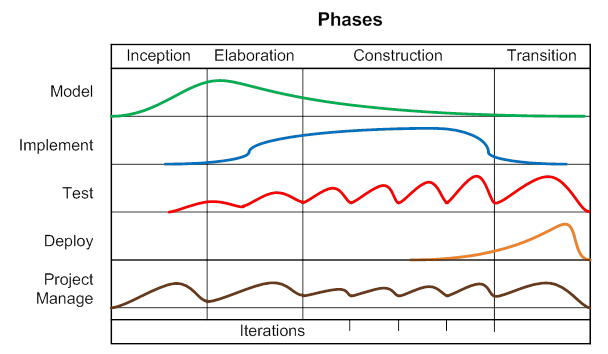 Phases
Inception
Elaboration
Construction
Transition
Model
Implement
Test
Deploy
Project
Manage
Iterations